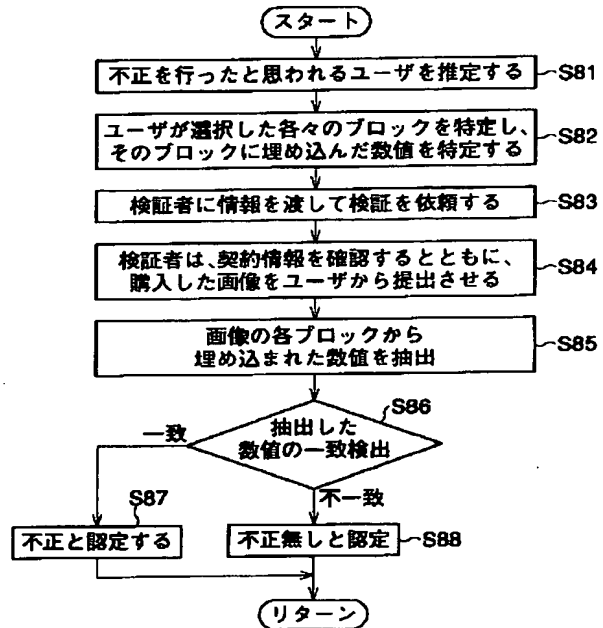 スタート
不正を行ったと思われるユーザを推定する
S81
ユーザが選択した各々のブロックを特定し、
そのブロックに埋め込んだ数値を特定する
S82
検証者に情報を渡して検証を依頼する
S83
検証者は、契約情報を確認するとともに、
購入した画像をユーザから提出させる
S84
画像の各ブロックから
埋め込まれた数値を抽出
S85
抽出した
数値の一致検出
S86
一致
不一致
S87
不正と認定する
不正無しと認定
S88
リターン